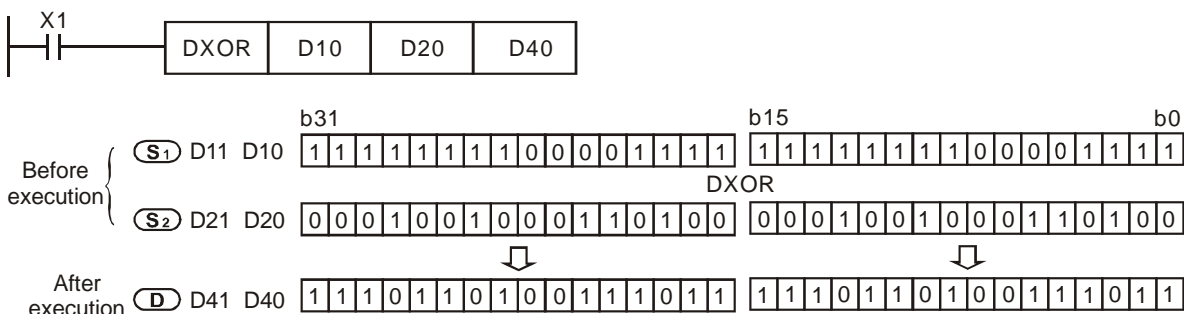 X1
DXOR D10 D20 D40
b31 b15 b0
Before execution
S1 D11 D10 1 1 1 1 1 1 1 1 0 0 0 0 1 1 1 1 1 1 1 1 1 1 1 1 0 0 0 0 1 1 1 1
DXOR
S2 D21 D20 0 0 0 1 0 0 1 0 0 0 1 1 0 1 0 0 0 0 0 1 0 0 1 0 0 0 1 1 0 1 0 0
After execution
D D41 D40 1 1 1 0 1 1 0 1 0 0 1 1 1 0 1 1 1 1 1 0 1 1 0 1 0 0 1 1 1 0 1 1